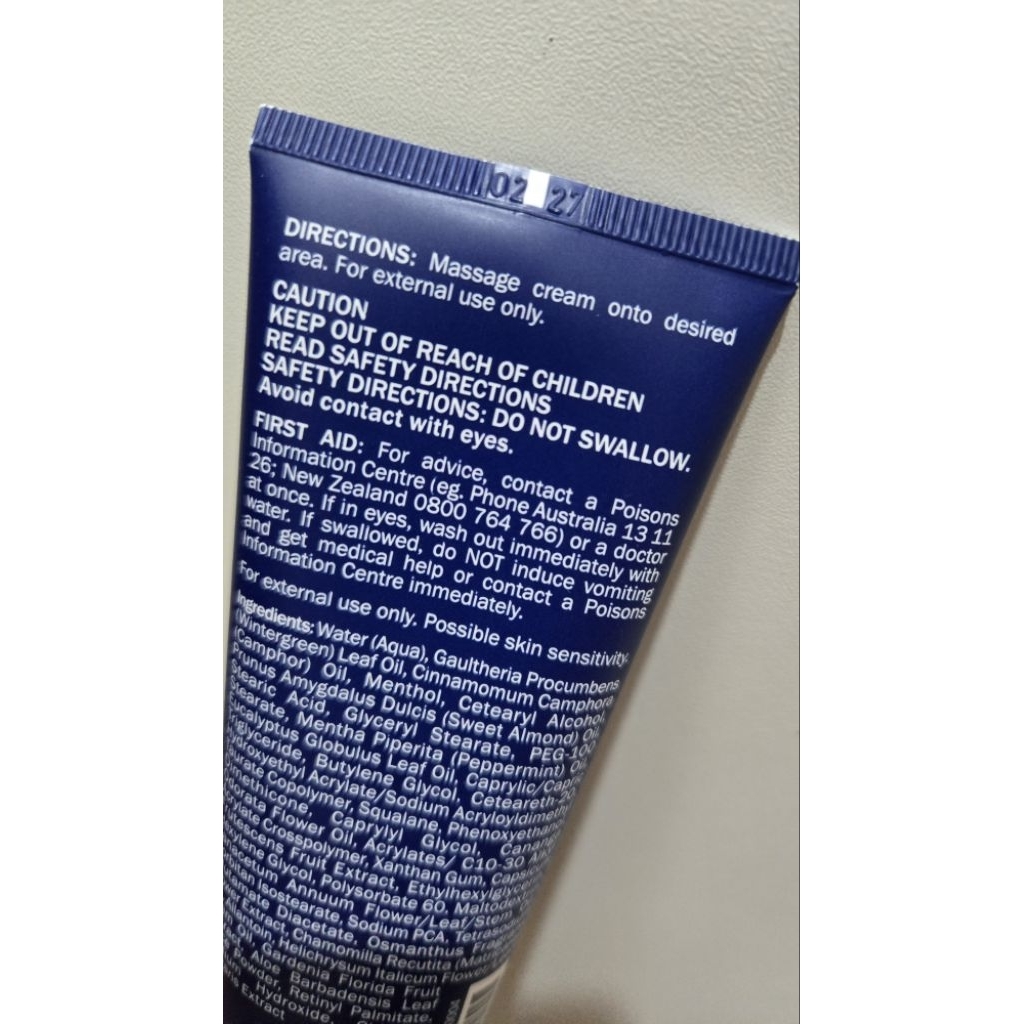 02 27
DIRECTIONS: Massage cream onto desired
area. For external use only.
CAUTION
KEEP OUT OF REACH OF CHILDREN
READ SAFETY DIRECTIONS
SAFETY DIRECTIONS: DO NOT SWALLOW.
Avoid contact with eyes.
FIRST AID: For advice, contact a Poisons
Information Centre (eg. Phone Australia 13 11
26; New Zealand 0800 764 766) or a doctor
at once. If in eyes, wash out immediately with
water. If swallowed, do NOT induce vomiting
and get medical help or contact a Poisons
Information Centre immediately.
For external use only. Possible skin sensitivity.
Ingredients: Water (Aqua), Gaultheria Procumbens
(Wintergreen) Leaf Oil, Cinnamomum Camphora
(Camphor) Oil, Menthol, Cetearyl Alcohol,
Prunus Amygdalus Dulcis (Sweet Almond) Oil,
Stearic Acid, Glyceryl Stearate, PEG-100
Stearate, Mentha Piperita (Peppermint) Oil,
Eucalyptus Globulus Leaf Oil, Caprylic/Capric
Triglyceride, Butylene Glycol, Ceteareth-20,
Hydroxyethyl Acrylate/Sodium Acryloyldimethyl
Taurate Copolymer, Squalane, Phenoxyethanol,
Dimethicone, Caprylyl Glycol, Cananga
Odorata Flower Oil, Acrylates/ C10-30 Alkyl
Acrylate Crosspolymer, Xanthan Gum, Capsicum
Fruit Extract, Ethylhexylglycerin,
Glycol, Polysorbate 60,
Annuum Flower/Leaf/Stem
Isostearate, Sodium PCA,
Diacetate, Osmanthus
Extract, Chamomilla Recutita
Helichrysum Italicum Flower
Gardenia Florida Fruit
Aloe Barbadensis Leaf
Powder, Retinyl Palmitate,
Hydroxide,
Extract